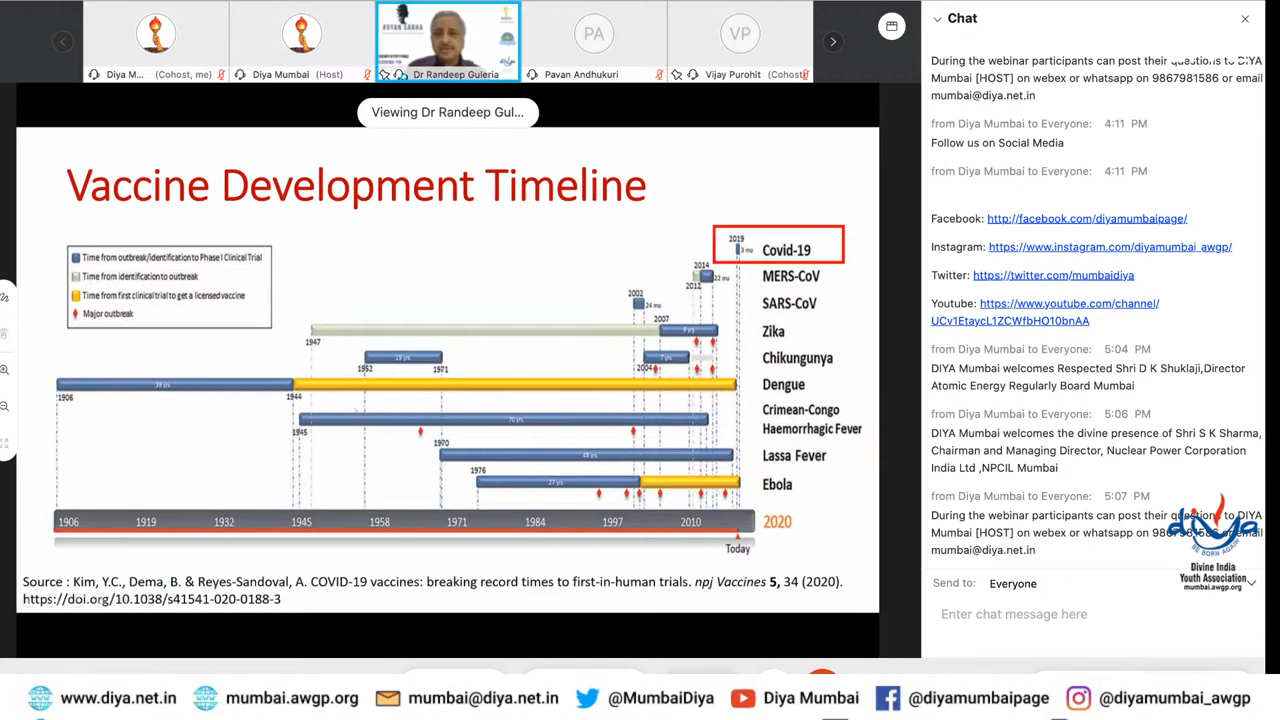 #GYAN SABHA
Diya M... (Cohost, me)
Diya Mumbai (Host)
Dr Randeep Guleria
PA
Pavan Andhukuri
VP
Vijay Purohit (Cohost)
Viewing Dr Randeep Gul...
Vaccine Development Timeline
Time from outbreak/identification to Phase I Clinical Trial
Time from identification to outbreak
Time from first clinical trial to get a licensed vaccine
Major outbreak
2019
3 mo
Covid-19
2014
22 mo
2012
MERS-CoV
2002
24 mo
SARS-CoV
2007
9 yrs
1947
Zika
19 yrs
1952
1971
7 yrs
2004
Chikungunya
39 yrs
1906
1944
Dengue
70 yrs
1945
Crimean-Congo
Haemorrhagic Fever
1970
48 yrs
Lassa Fever
1976
27 yrs
Ebola
1906 1919 1932 1945 1958 1971 1984 1997 2010 2020
Today
Source : Kim, Y.C., Dema, B. & Reyes-Sandoval, A. COVID-19 vaccines: breaking record times to first-in-human trials. npj Vaccines 5, 34 (2020).
https://doi.org/10.1038/s41541-020-0188-3
Chat
During the webinar participants can post their questions to DIYA
Mumbai [HOST] on webex or whatsapp on 9867981586 or email
mumbai@diya.net.in
from Diya Mumbai to Everyone: 4:11 PM
Follow us on Social Media
from Diya Mumbai to Everyone: 4:11 PM
Facebook: http://facebook.com/diyamumbaipage/
Instagram: https://www.instagram.com/diyamumbai_awgp/
Twitter: https://twitter.com/mumbaidiya
Youtube: https://www.youtube.com/channel/
UCv1EtaycL1ZCWfbHO10bnAA
from Diya Mumbai to Everyone: 5:04 PM
DIYA Mumbai welcomes Respected Shri D K Shuklaji,Director
Atomic Energy Regularly Board Mumbai
from Diya Mumbai to Everyone: 5:06 PM
DIYA Mumbai welcomes the divine presence of Shri S K Sharma,
Chairman and Managing Director, Nuclear Power Corporation
India Ltd ,NPCIL Mumbai
from Diya Mumbai to Everyone: 5:07 PM
During the webinar participants can post their questions to DIYA
Mumbai [HOST] on webex or whatsapp on 9867981586 or email
mumbai@diya.net.in
diya
BE BORN AGAIN
Divine India
Youth Association
mumbai.awgp.org
Send to: Everyone
Enter chat message here
www.diya.net.in
mumbai.awgp.org
mumbai@diya.net.in
@MumbaiDiya
Diya Mumbai
@diyamumbaipage
@diyamumbai_awgp